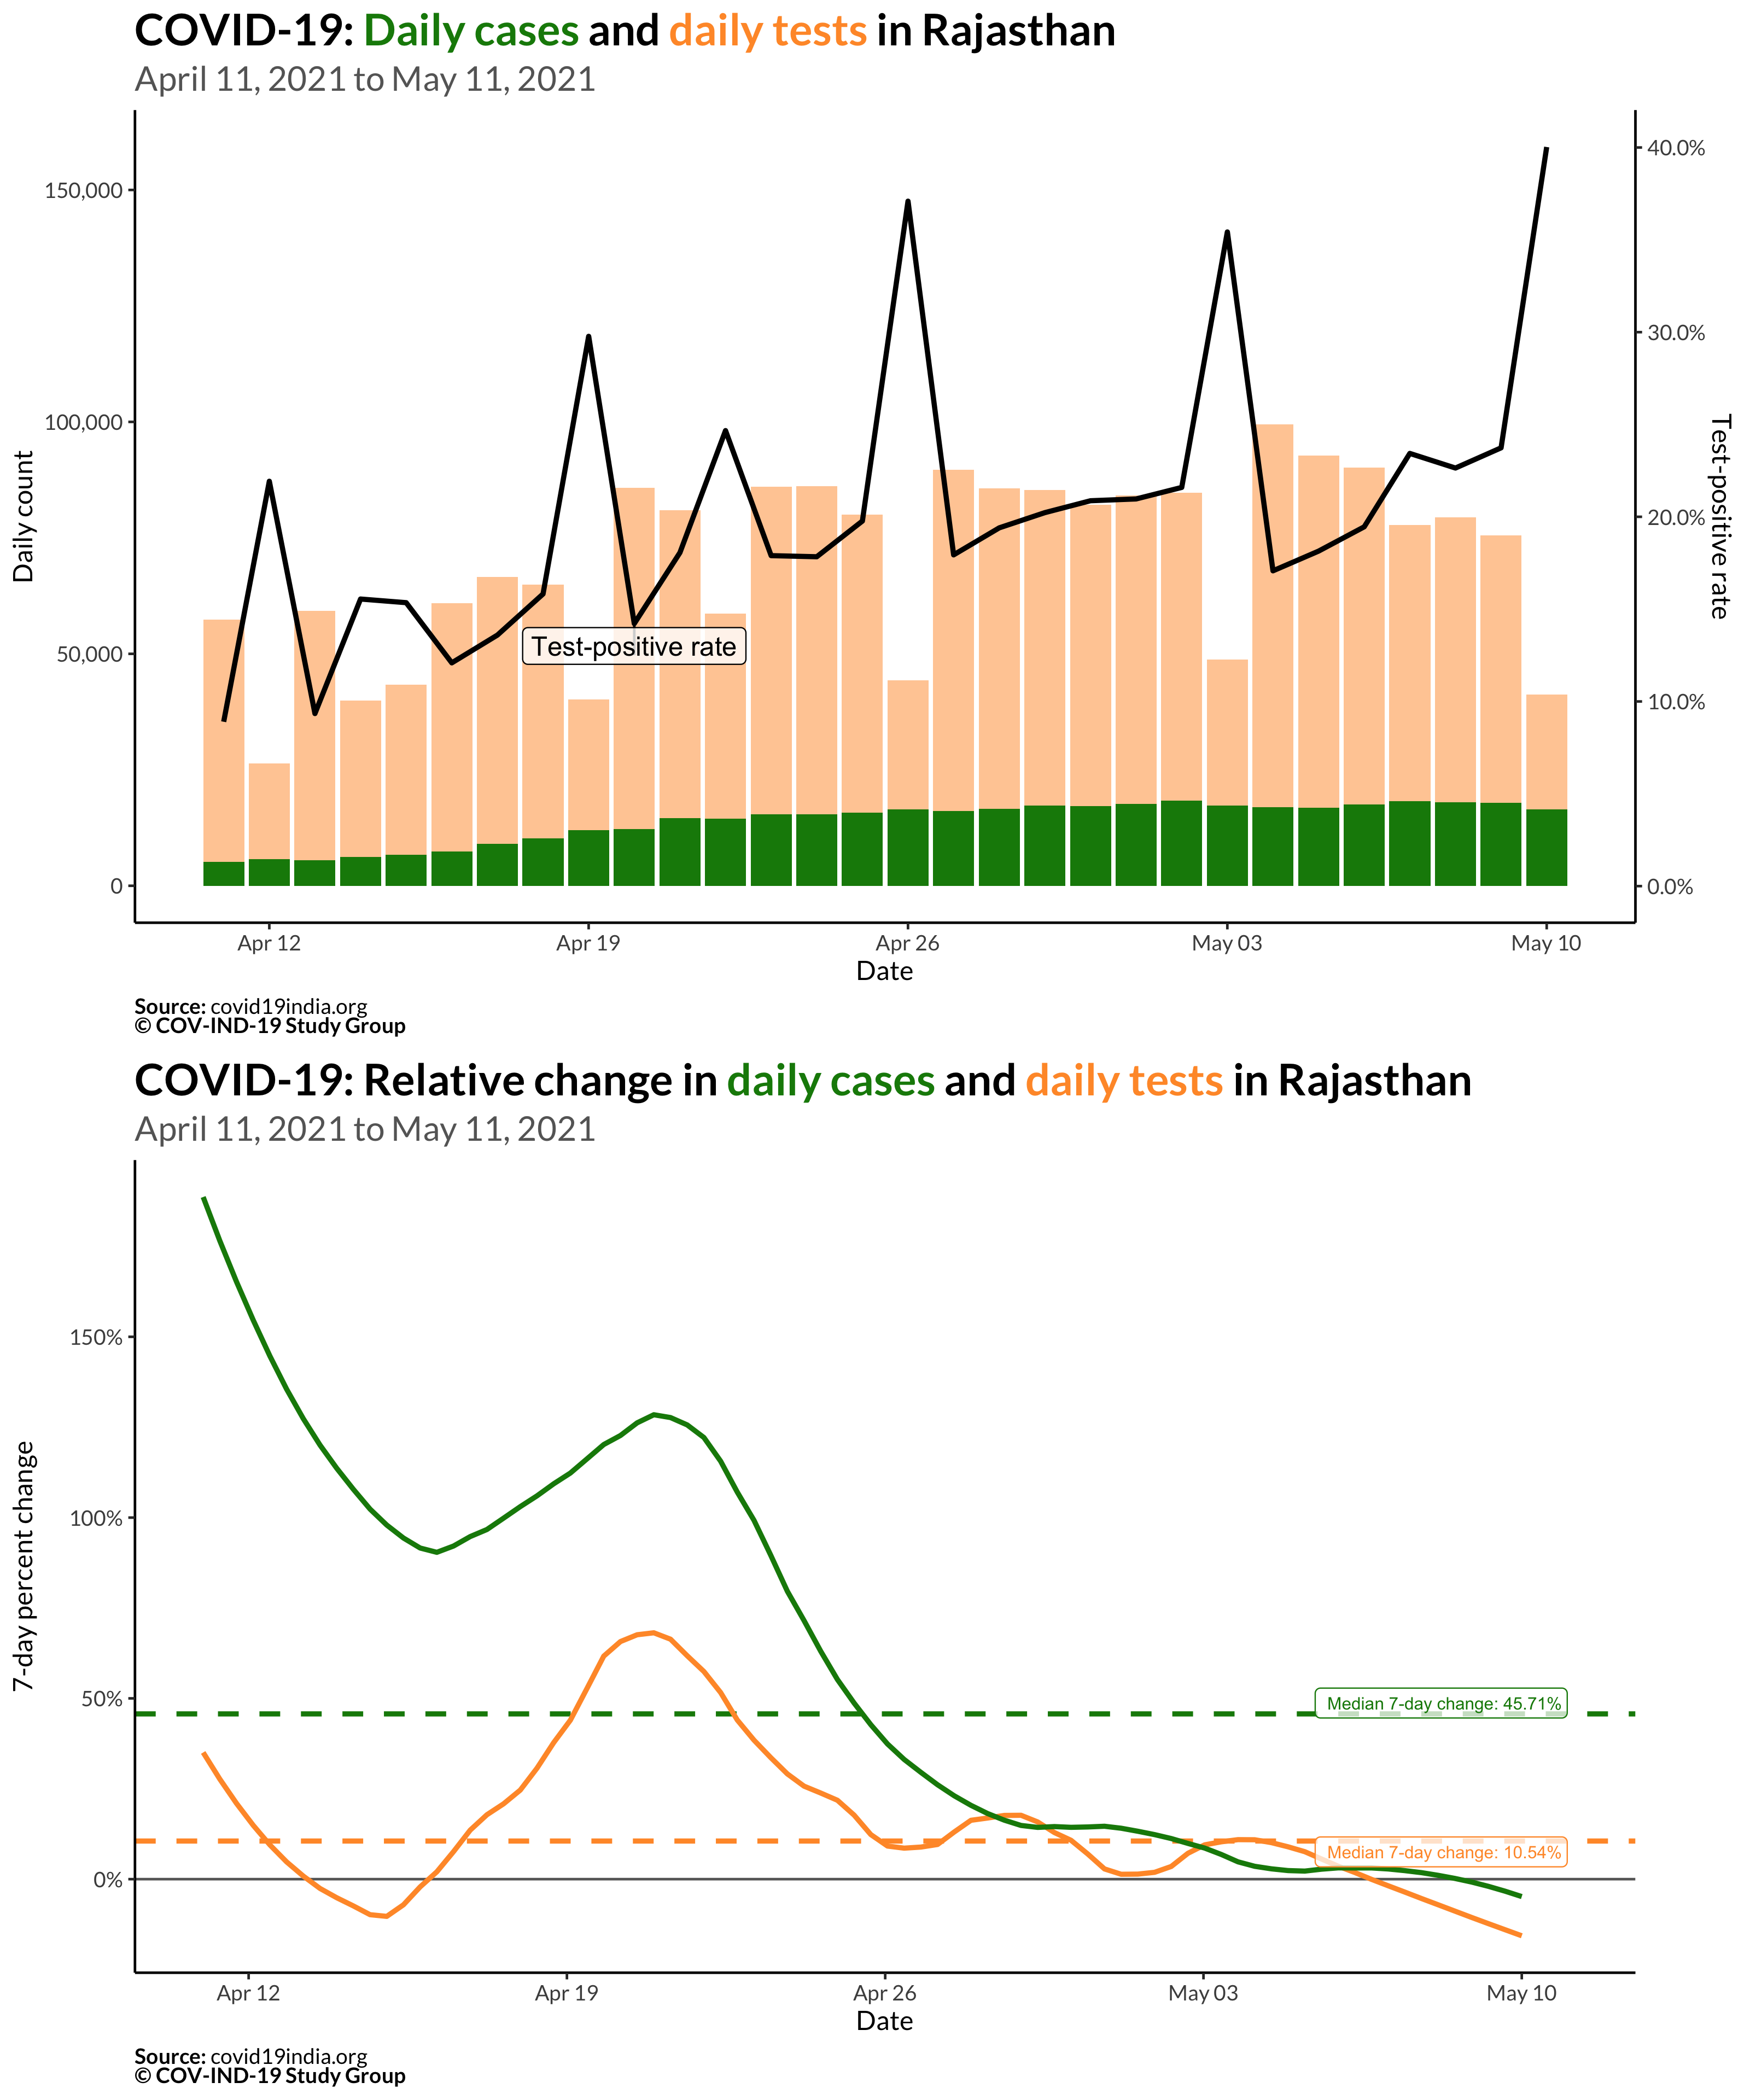 COVID-19: Daily cases and daily tests in Rajasthan
April 11, 2021 to May 11, 2021
150,000
100,000
50,000
0
Daily count
40.0%
30.0%
20.0%
10.0%
0.0%
Test-positive rate
Test-positive rate
Apr 12
Apr 19
Apr 26
May 03
May 10
Date
Source: covid19india.org
© COV-IND-19 Study Group
COVID-19: Relative change in daily cases and daily tests in Rajasthan
April 11, 2021 to May 11, 2021
150%
100%
50%
0%
7-day percent change
Median 7-day change: 45.71%
Median 7-day change: 10.54%
Apr 12
Apr 19
Apr 26
May 03
May 10
Date
Source: covid19india.org
© COV-IND-19 Study Group